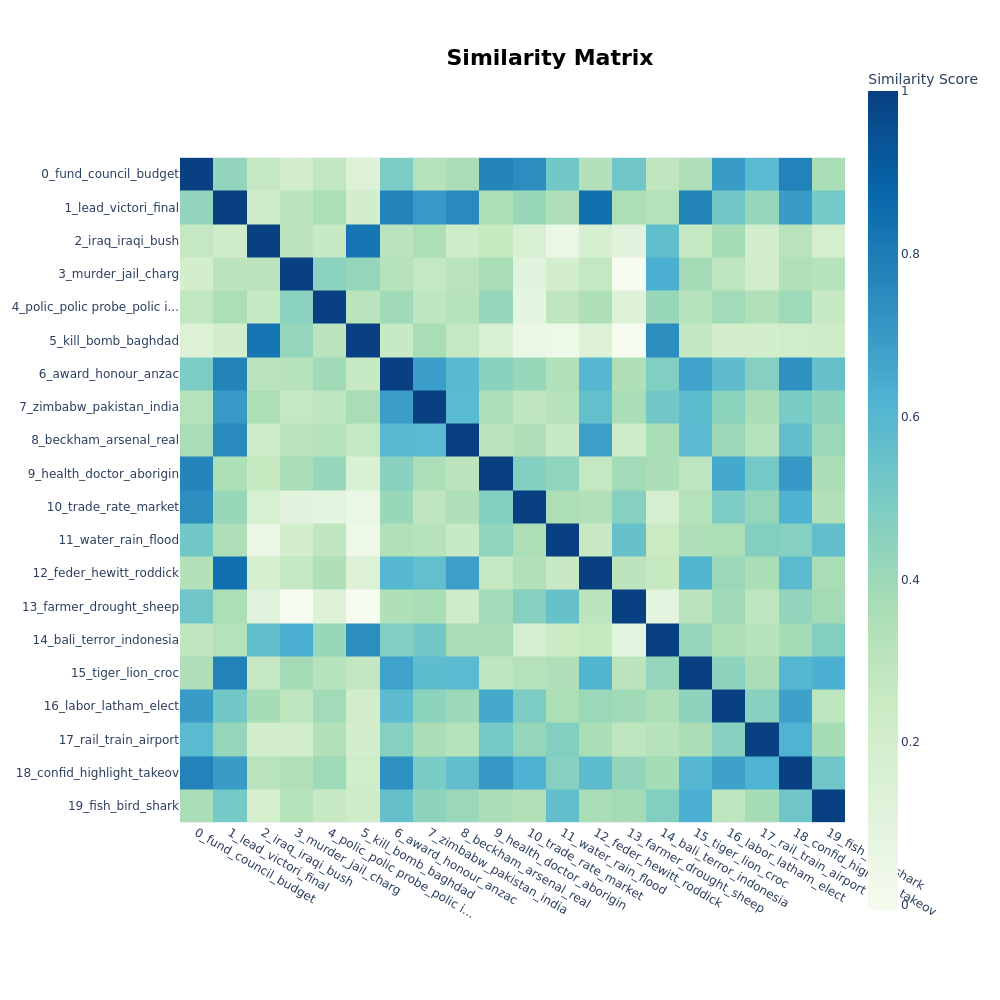 Similarity Matrix
Similarity Score
1
0.8
0.6
0.4
0.2
0
0_fund_council_budget
1_lead_victori_final
2_iraq_iraqi_bush
3_murder_jail_charg
4_polic_polic probe_polic i...
5_kill_bomb_baghdad
6_award_honour_anzac
7_zimbabw_pakistan_india
8_beckham_arsenal_real
9_health_doctor_aborigin
10_trade_rate_market
11_water_rain_flood
12_feder_hewitt_roddick
13_farmer_drought_sheep
14_bali_terror_indonesia
15_tiger_lion_croc
16_labor_latham_elect
17_rail_train_airport
18_confid_highlight_takeov
19_fish_bird_shark
0_fund_council_budget
1_lead_victori_final
2_iraq_iraqi_bush
3_murder_jail_charg
4_polic_polic probe_polic i...
5_kill_bomb_baghdad
6_award_honour_anzac
7_zimbabw_pakistan_india
8_beckham_arsenal_real
9_health_doctor_aborigin
10_trade_rate_market
11_water_rain_flood
12_feder_hewitt_roddick
13_farmer_drought_sheep
14_bali_terror_indonesia
15_tiger_lion_croc
16_labor_latham_elect
17_rail_train_airport
18_confid_hig takeov
19_fish_ shark